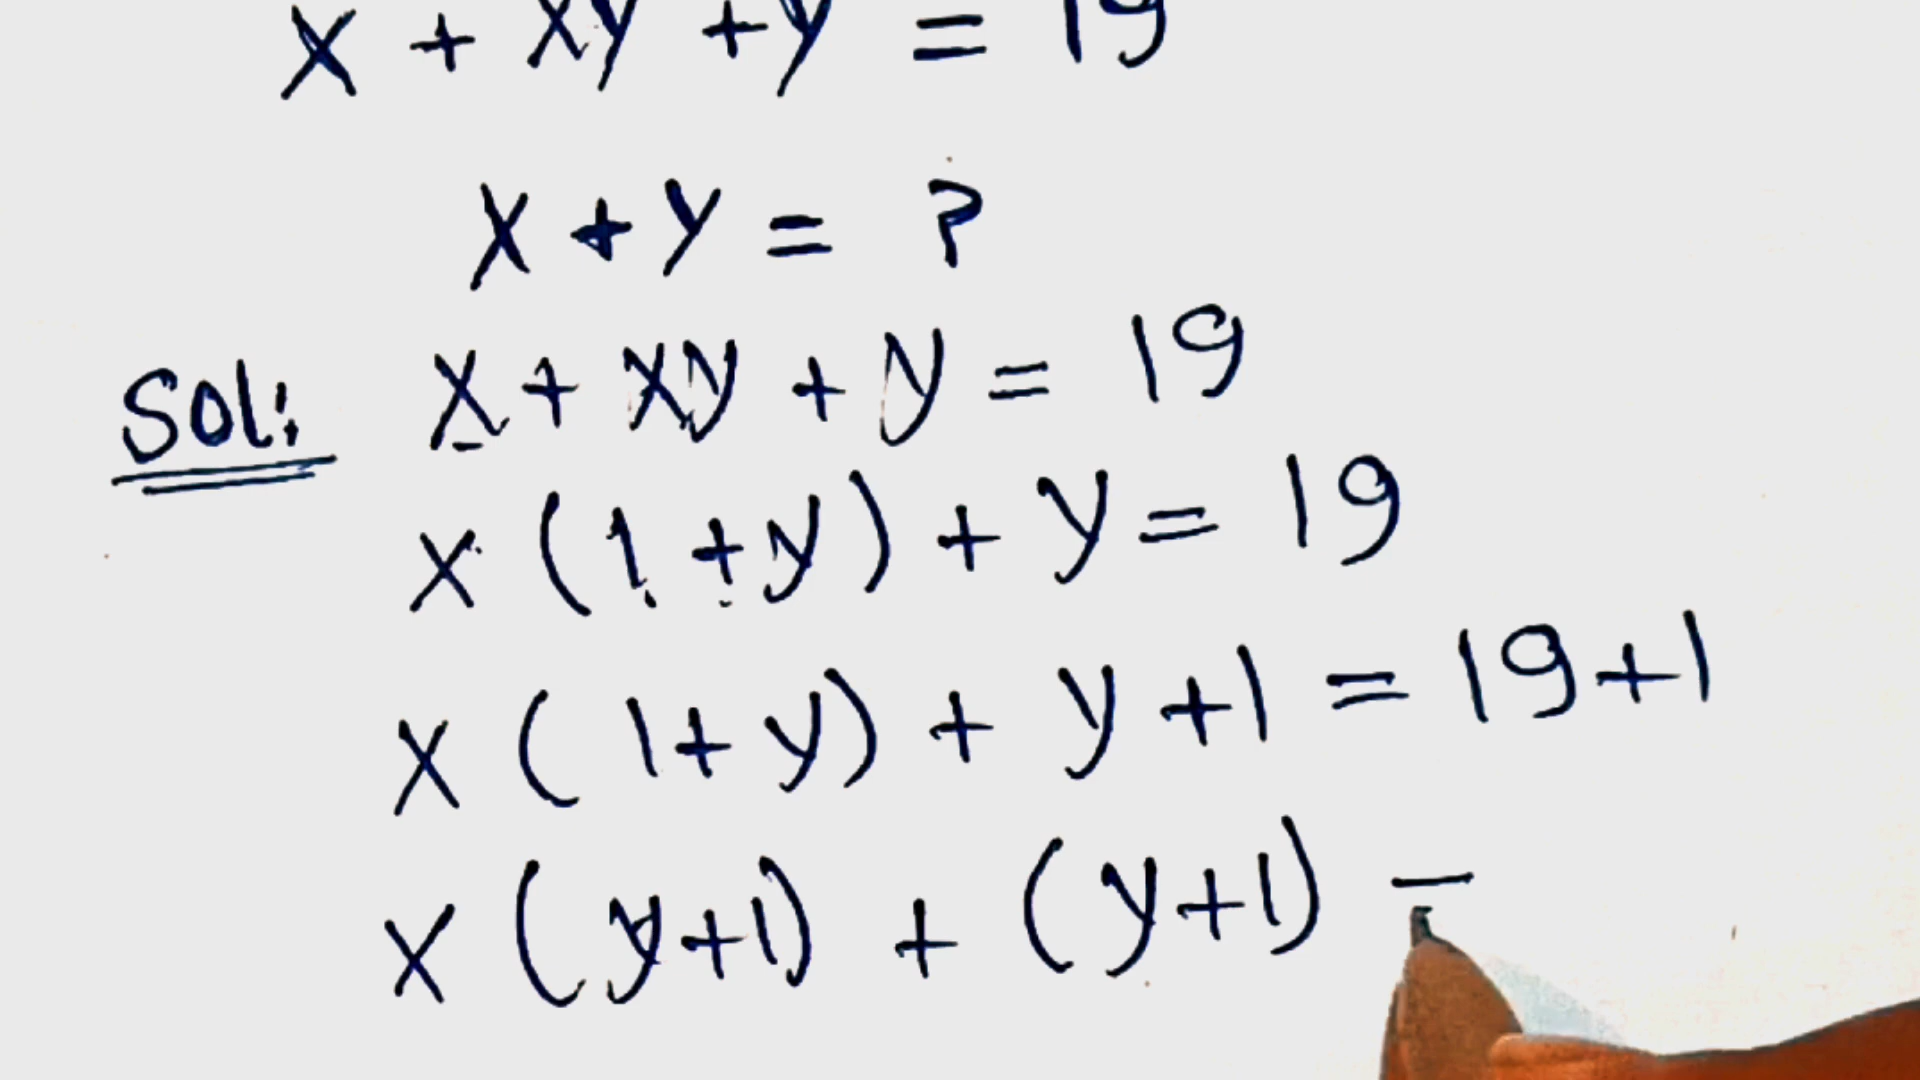 x + xy + y = 19
x + y = ?
Sol: x + xy + y = 19
x (1 + y) + y = 19
x (1 + y) + y + 1 = 19 + 1
x (y+1) + (y+1) =